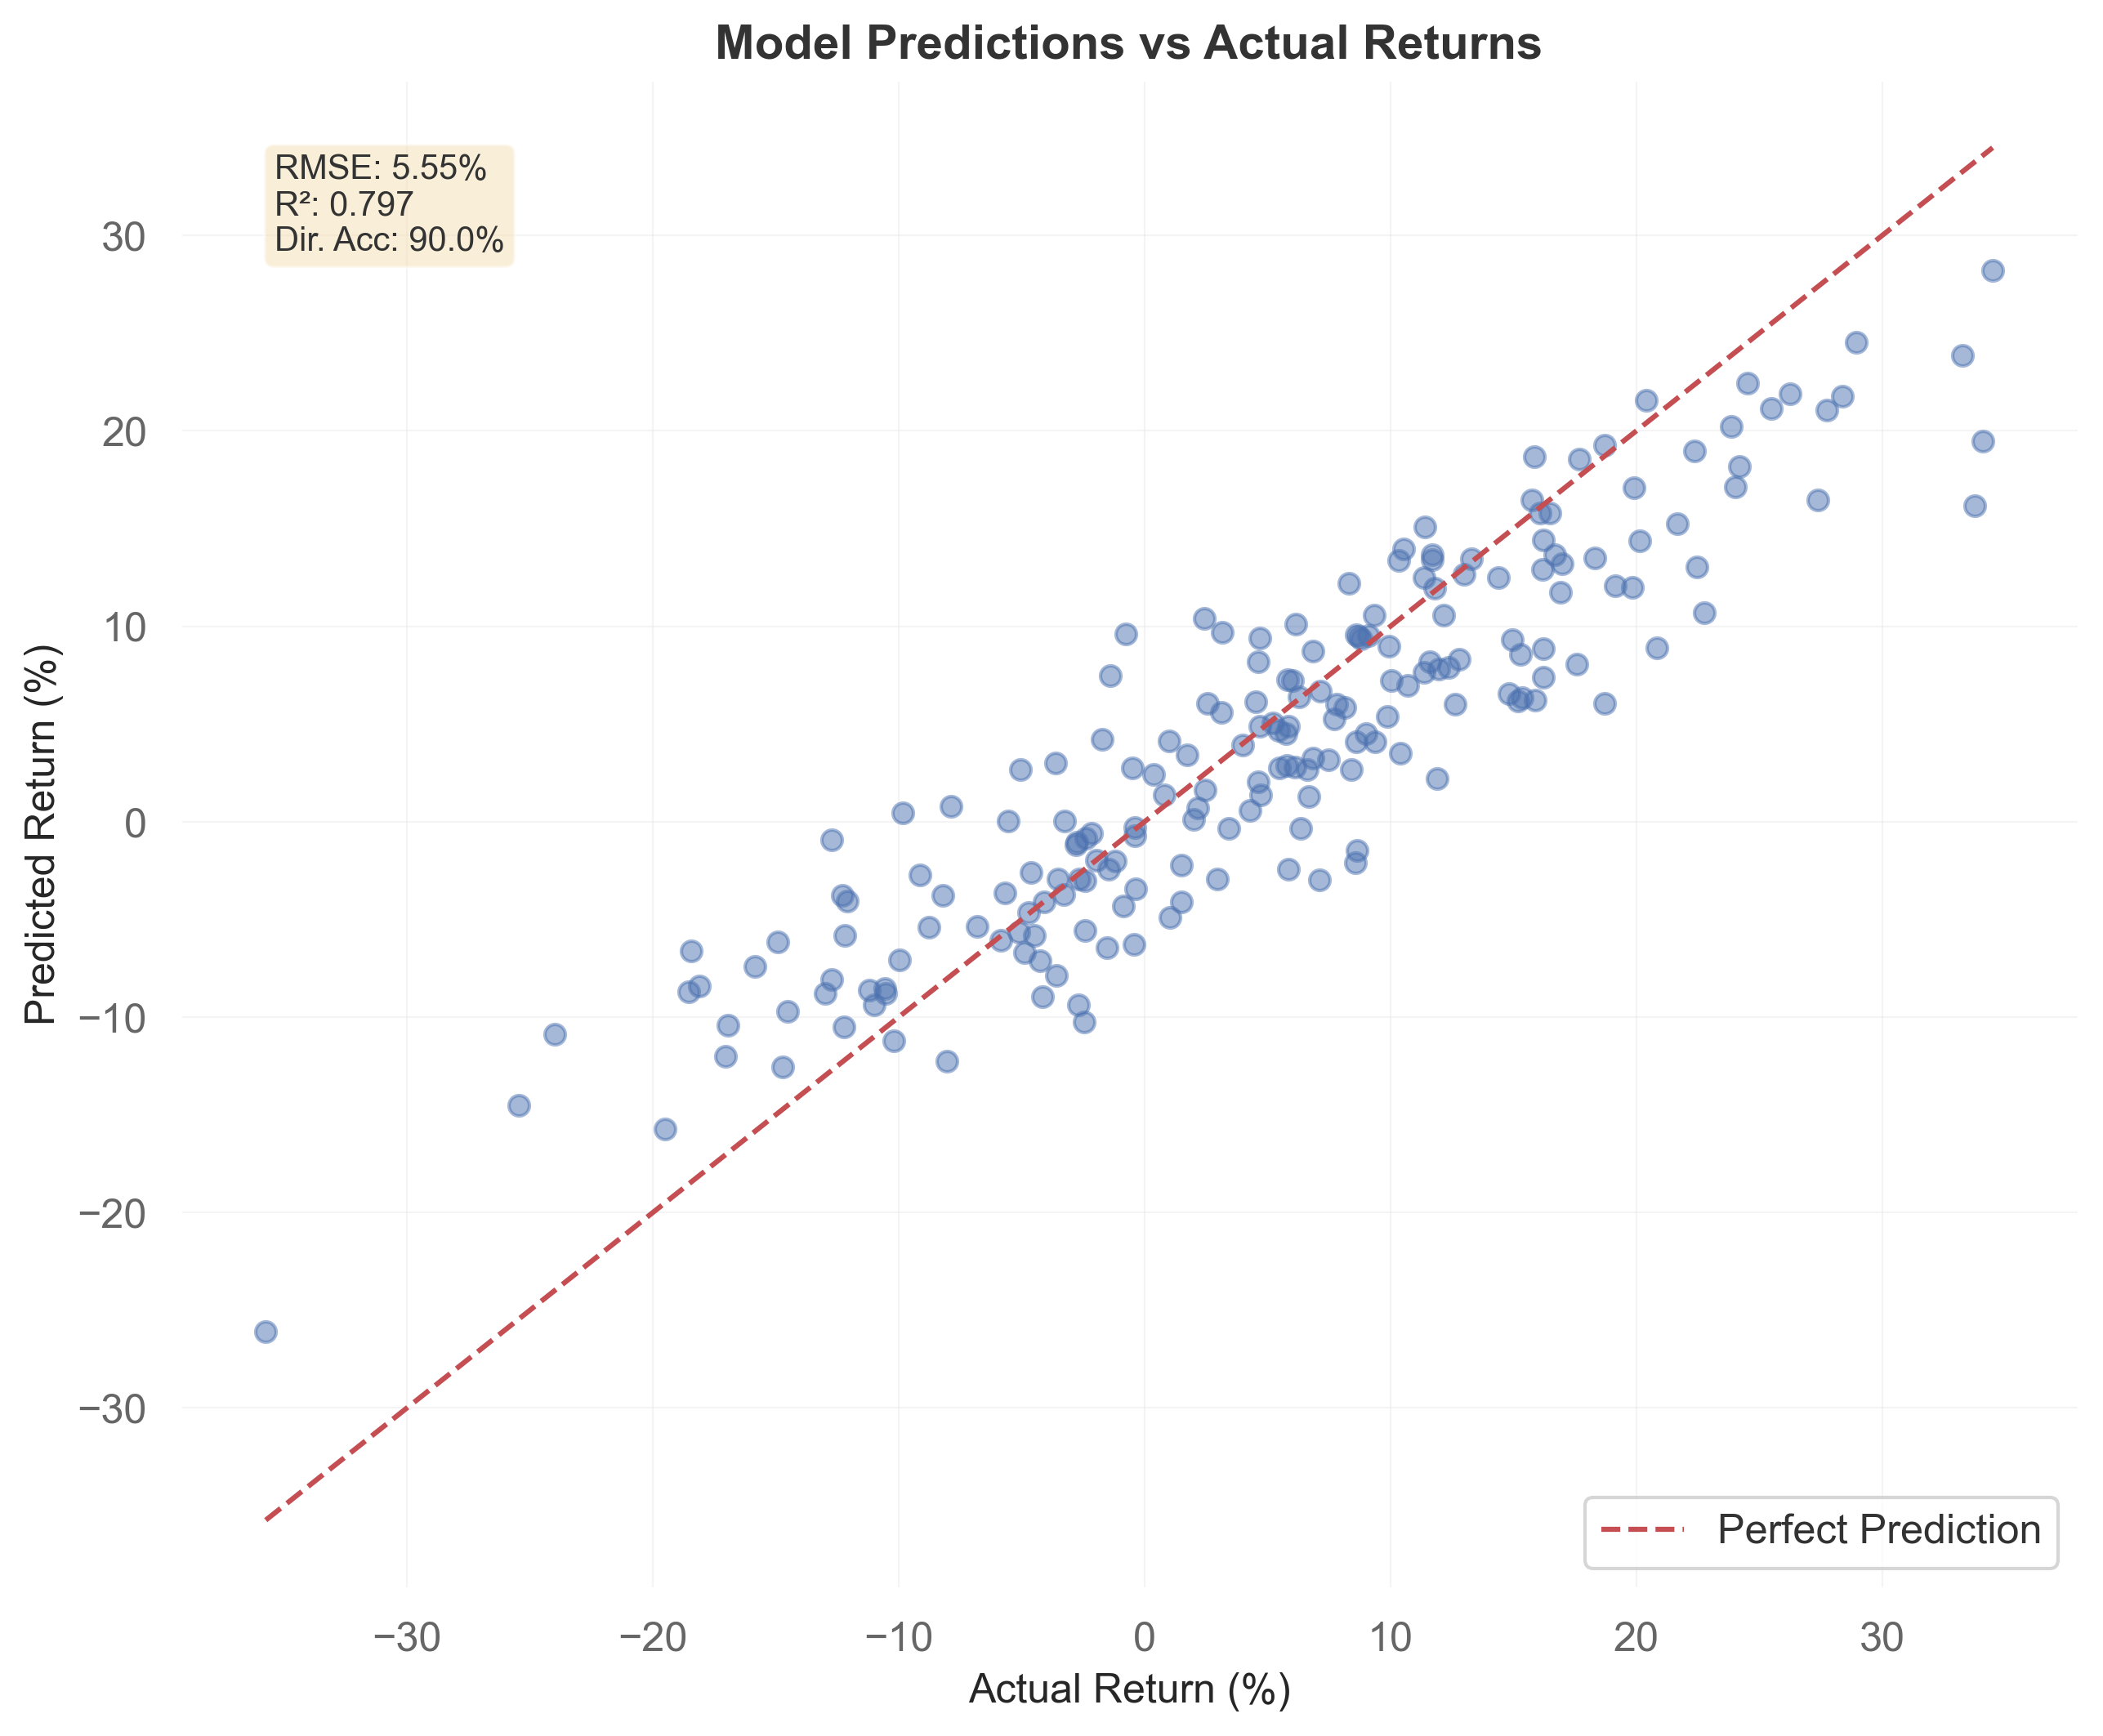 Model Predictions vs Actual Returns
RMSE: 5.55%
R²: 0.797
Dir. Acc: 90.0%
Predicted Return (%)
30
20
10
0
−10
−20
−30
−30 −20 −10 0 10 20 30
Actual Return (%)
Perfect Prediction